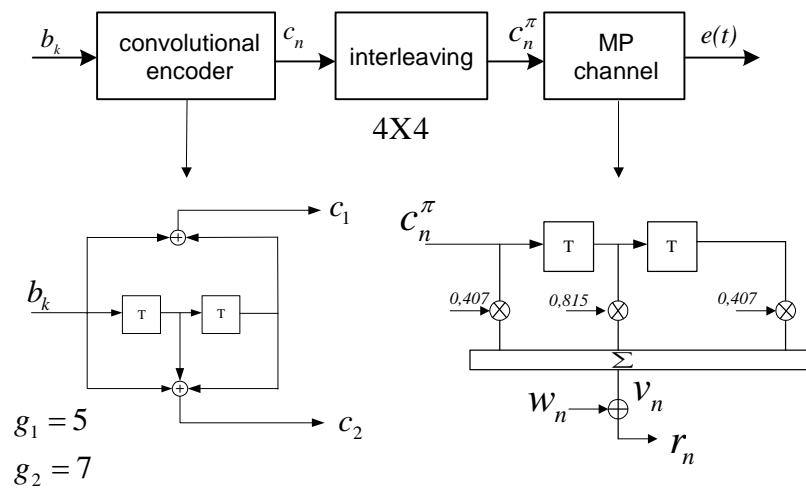 b_k
convolutional encoder
c_n
interleaving
c_n^π
MP channel
e(t)
4X4
c_1
b_k
T
T
c_2
g_1 = 5
g_2 = 7
c_n^π
T
T
0,407
0,815
0,407
Σ
w_n
v_n
r_n